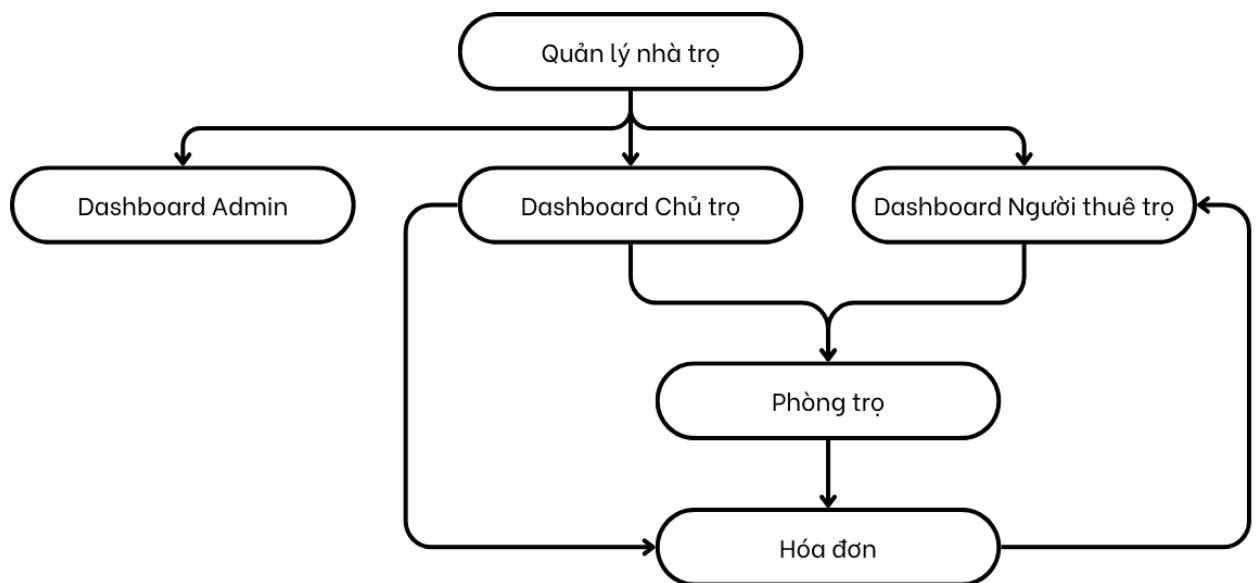 Quản lý nhà trọ
Dashboard Admin
Dashboard Chủ trọ
Dashboard Người thuê trọ
Phòng trọ
Hóa đơn